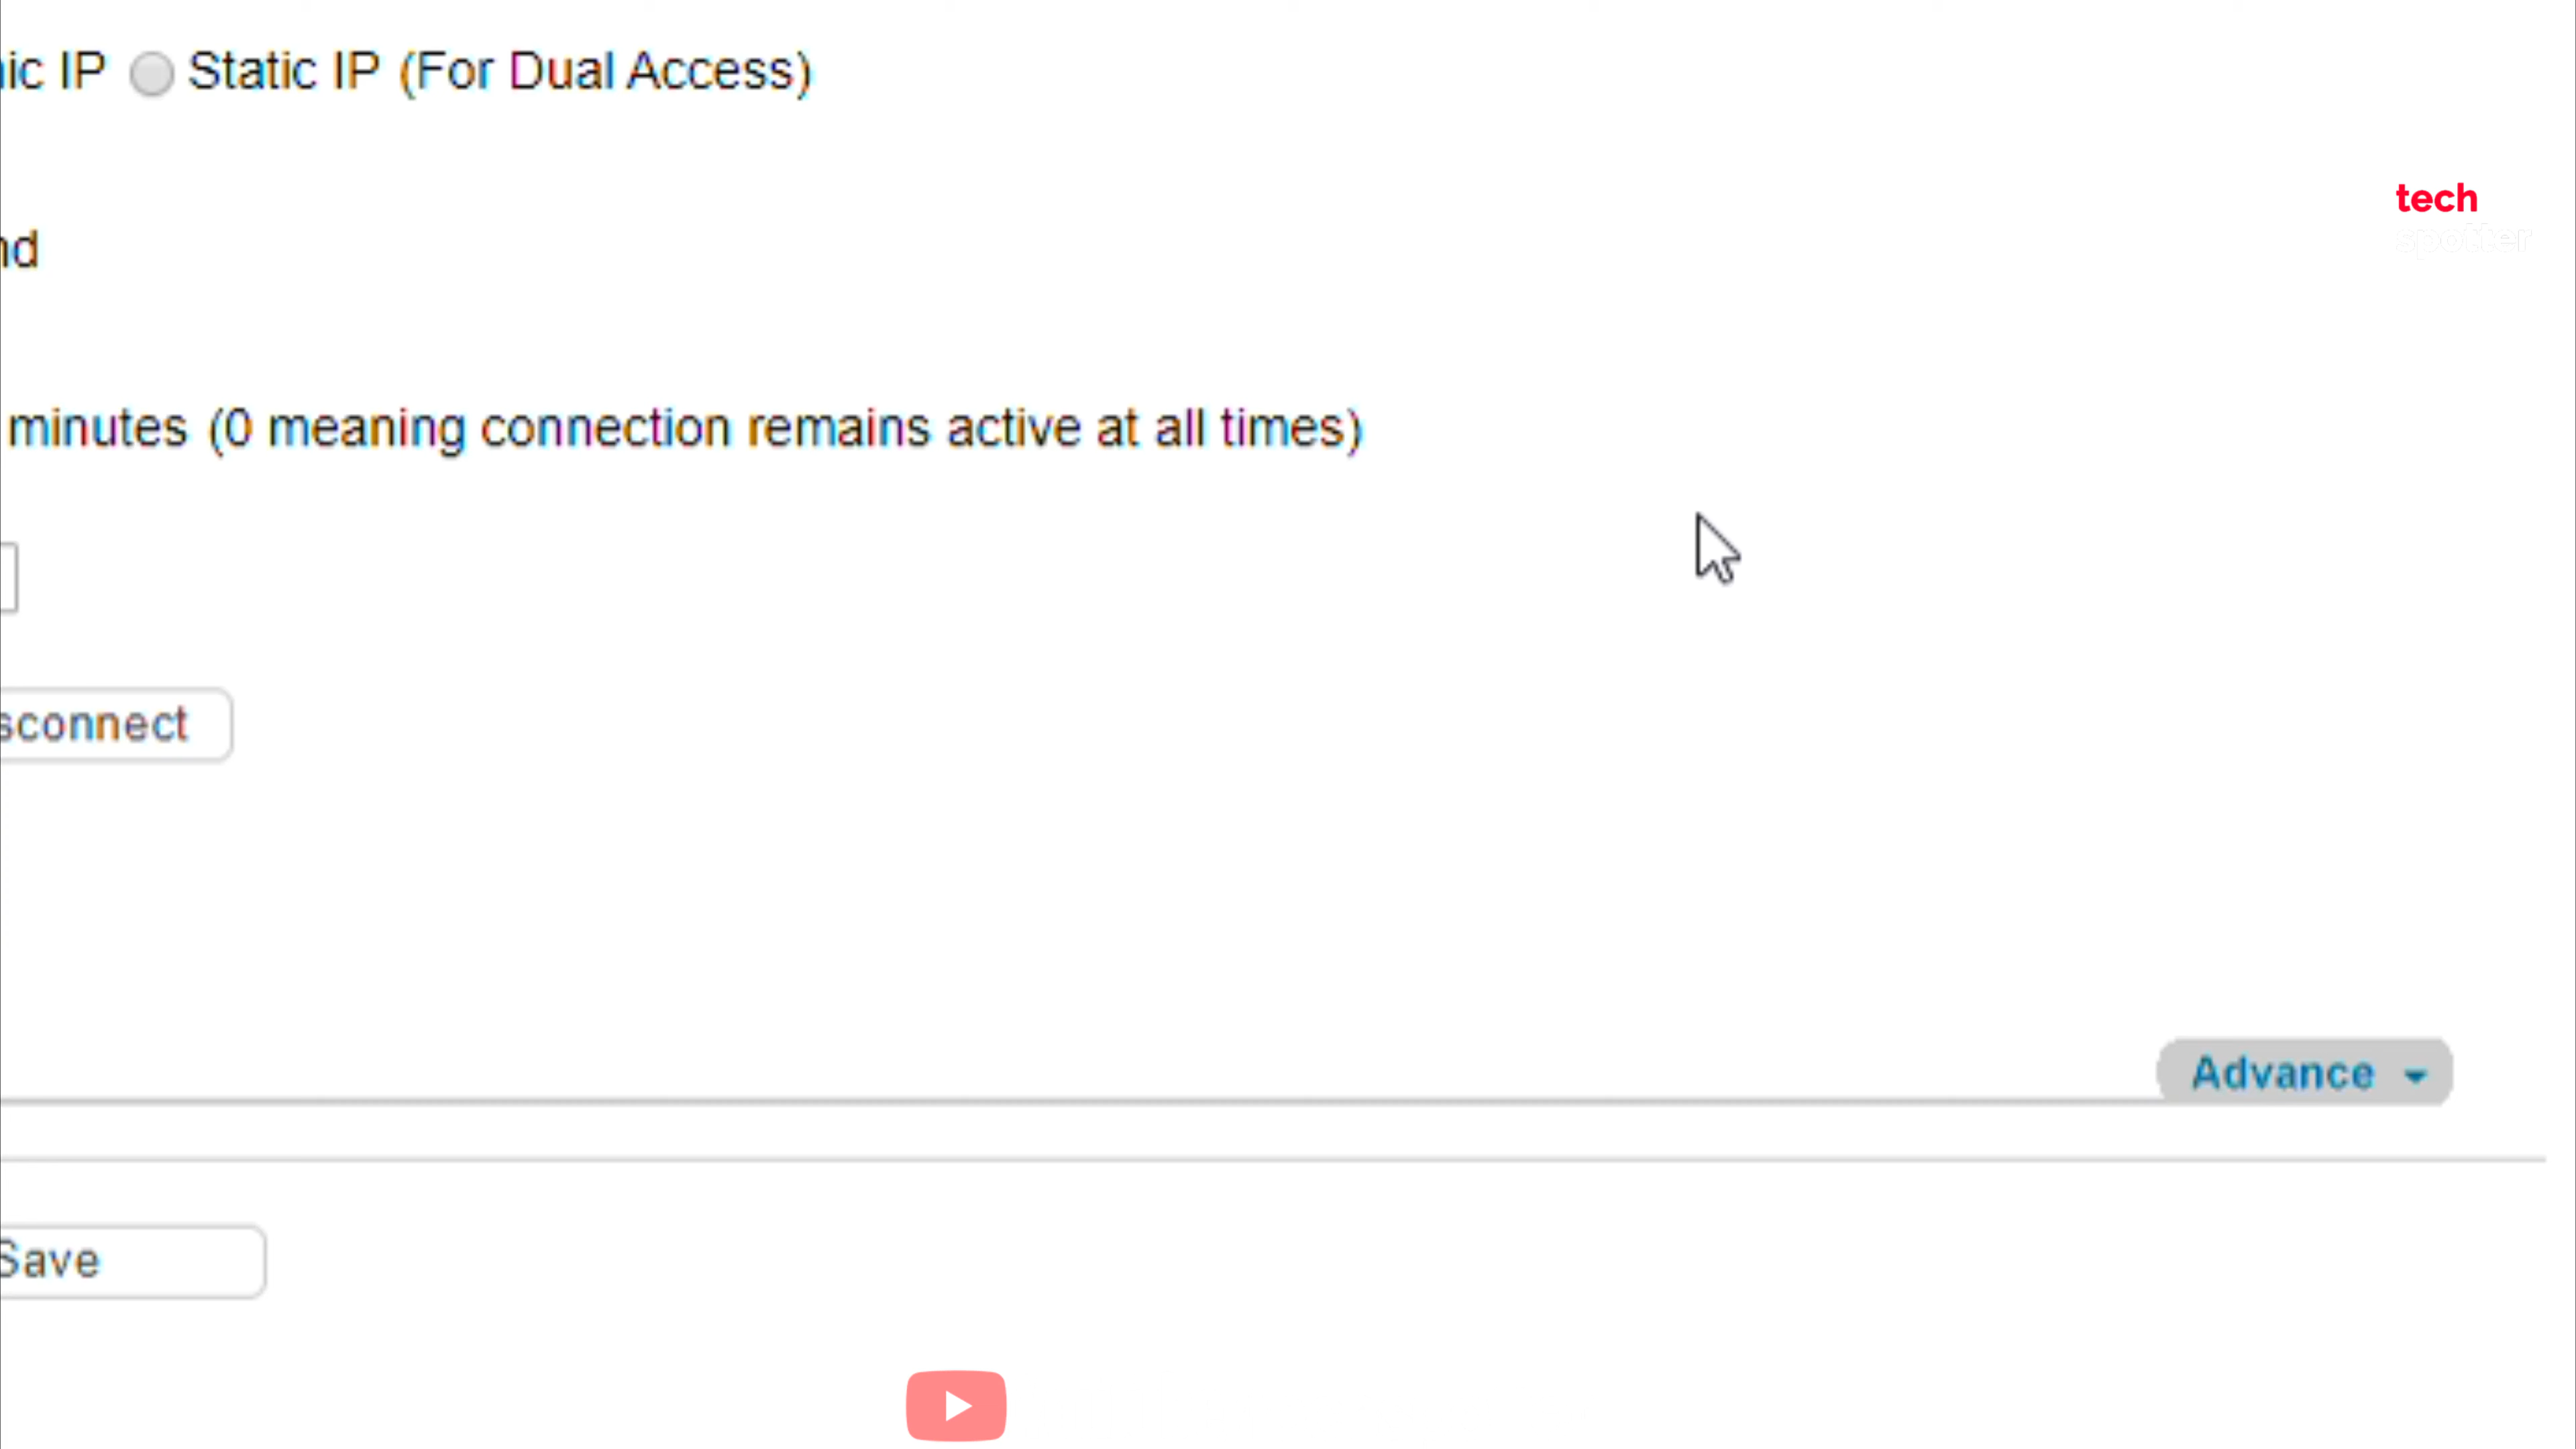 ic IP Static IP (For Dual Access)
tech
spotter
nd
minutes (0 meaning connection remains active at all times)
sconnect
Advance
Save